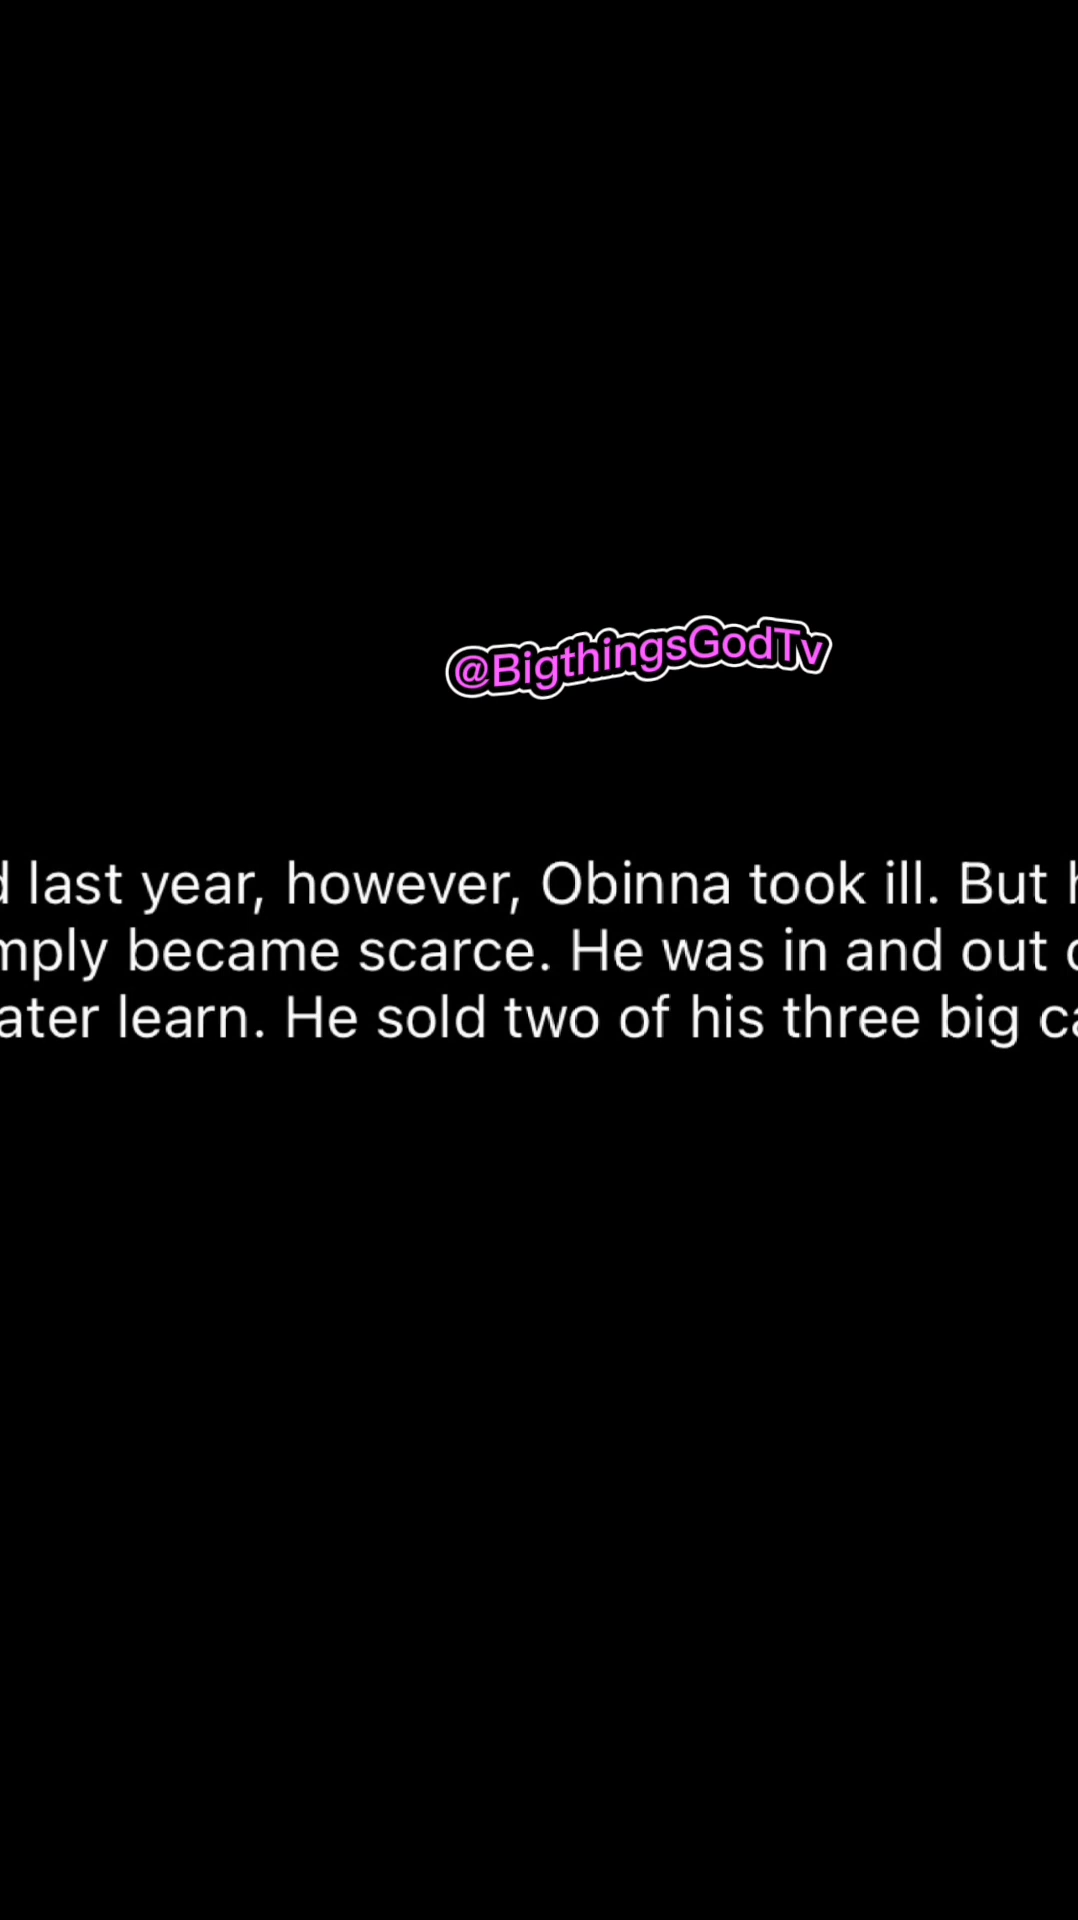 @BigthingsGodTv
last year, however, Obinna took ill. But
mply became scarce. He was in and out
ater learn. He sold two of his three big